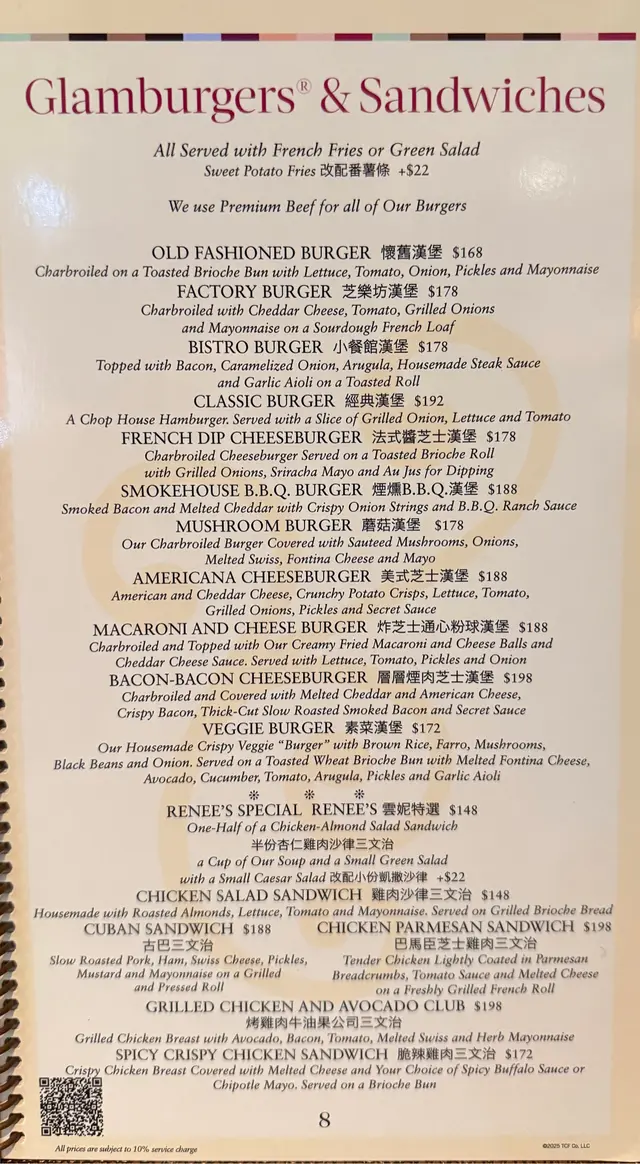 Glamburgers® & Sandwiches
All Served with French Fries or Green Salad
Sweet Potato Fries 改配番薯條 +$22
We use Premium Beef for all of Our Burgers
OLD FASHIONED BURGER 懷舊漢堡 $168
Charbroiled on a Toasted Brioche Bun with Lettuce, Tomato, Onion, Pickles and Mayonnaise
FACTORY BURGER 芝樂坊漢堡 $178
Charbroiled with Cheddar Cheese, Tomato, Grilled Onions
and Mayonnaise on a Sourdough French Loaf
BISTRO BURGER 小餐館漢堡 $178
Topped with Bacon, Caramelized Onion, Arugula, Housemade Steak Sauce
and Garlic Aioli on a Toasted Roll
CLASSIC BURGER 經典漢堡 $192
A Chop House Hamburger. Served with a Slice of Grilled Onion, Lettuce and Tomato
FRENCH DIP CHEESEBURGER 法式醬芝士漢堡 $178
Charbroiled Cheeseburger Served on a Toasted Brioche Roll
with Grilled Onions, Sriracha Mayo and Au Jus for Dipping
SMOKEHOUSE B.B.Q. BURGER 煙燻B.B.Q.漢堡 $188
Smoked Bacon and Melted Cheddar with Crispy Onion Strings and B.B.Q. Ranch Sauce
MUSHROOM BURGER 蘑菇漢堡 $178
Our Charbroiled Burger Covered with Sauteed Mushrooms, Onions,
Melted Swiss, Fontina Cheese and Mayo
AMERICANA CHEESEBURGER 美式芝士漢堡 $188
American and Cheddar Cheese, Crunchy Potato Crisps, Lettuce, Tomato,
Grilled Onions, Pickles and Secret Sauce
MACARONI AND CHEESE BURGER 炸芝士通心粉球漢堡 $188
Charbroiled and Topped with Our Creamy Fried Macaroni and Cheese Balls and
Cheddar Cheese Sauce. Served with Lettuce, Tomato, Pickles and Onion
BACON-BACON CHEESEBURGER 層層煙肉芝士漢堡 $198
Charbroiled and Covered with Melted Cheddar and American Cheese,
Crispy Bacon, Thick-Cut Slow Roasted Smoked Bacon and Secret Sauce
VEGGIE BURGER 素菜漢堡 $172
Our Housemade Crispy Veggie “Burger” with Brown Rice, Farro, Mushrooms,
Black Beans and Onion. Served on a Toasted Wheat Brioche Bun with Melted Fontina Cheese,
Avocado, Cucumber, Tomato, Arugula, Pickles and Garlic Aioli
RENEE'S SPECIAL RENEE'S 雲妮特選 $148
One-Half of a Chicken-Almond Salad Sandwich
半份杏仁雞肉沙律三文治
a Cup of Our Soup and a Small Green Salad
with a Small Caesar Salad 改配小份凱撒沙律 +$22
CHICKEN SALAD SANDWICH 雞肉沙律三文治 $148
Housemade with Roasted Almonds, Lettuce, Tomato and Mayonnaise. Served on Grilled Brioche Bread
CUBAN SANDWICH $188
古巴三文治
Slow Roasted Pork, Ham, Swiss Cheese, Pickles,
Mustard and Mayonnaise on a Grilled
and Pressed Roll
CHICKEN PARMESAN SANDWICH $198
巴馬臣芝士雞肉三文治
Tender Chicken Lightly Coated in Parmesan
Breadcrumbs, Tomato Sauce and Melted Cheese
on a Freshly Grilled French Roll
GRILLED CHICKEN AND AVOCADO CLUB $198
烤雞肉牛油果公司三文治
Grilled Chicken Breast with Avocado, Bacon, Tomato, Melted Swiss and Herb Mayonnaise
SPICY CRISPY CHICKEN SANDWICH 脆辣雞肉三文治 $172
Crispy Chicken Breast Covered with Melted Cheese and Your Choice of Spicy Buffalo Sauce or
Chipotle Mayo. Served on a Brioche Bun
8
All prices are subject to 10% service charge
©2025 TCF Co. LLC